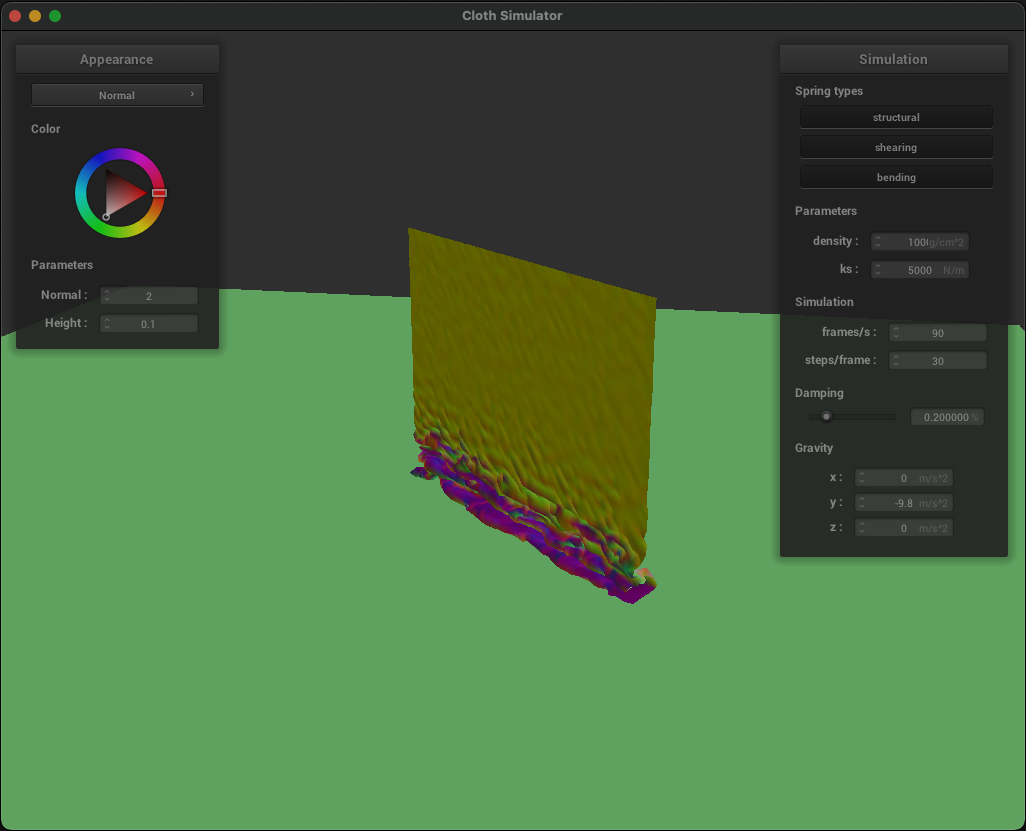 Cloth Simulator
Appearance
Normal
Color
Parameters
Normal : 2
Height : 0.1
Simulation
Spring types
structural
shearing
bending
Parameters
density : 100 g/cm^2
ks : 5000 N/m
Simulation
frames/s : 90
steps/frame : 30
Damping
0.200000 %
Gravity
x : 0 m/s^2
y : -9.8 m/s^2
z : 0 m/s^2